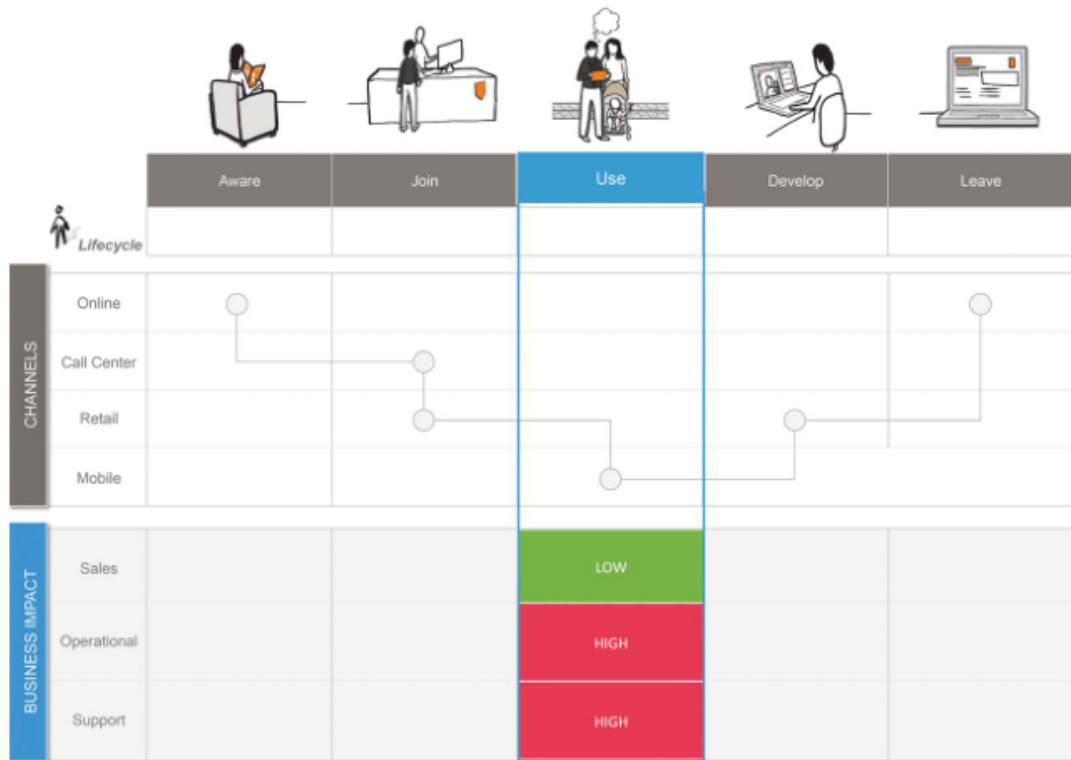 Aware
Join
Use
Develop
Leave
Lifecycle
CHANNELS
Online
Call Center
Retail
Mobile
BUSINESS IMPACT
Sales
LOW
Operational
HIGH
Support
HIGH